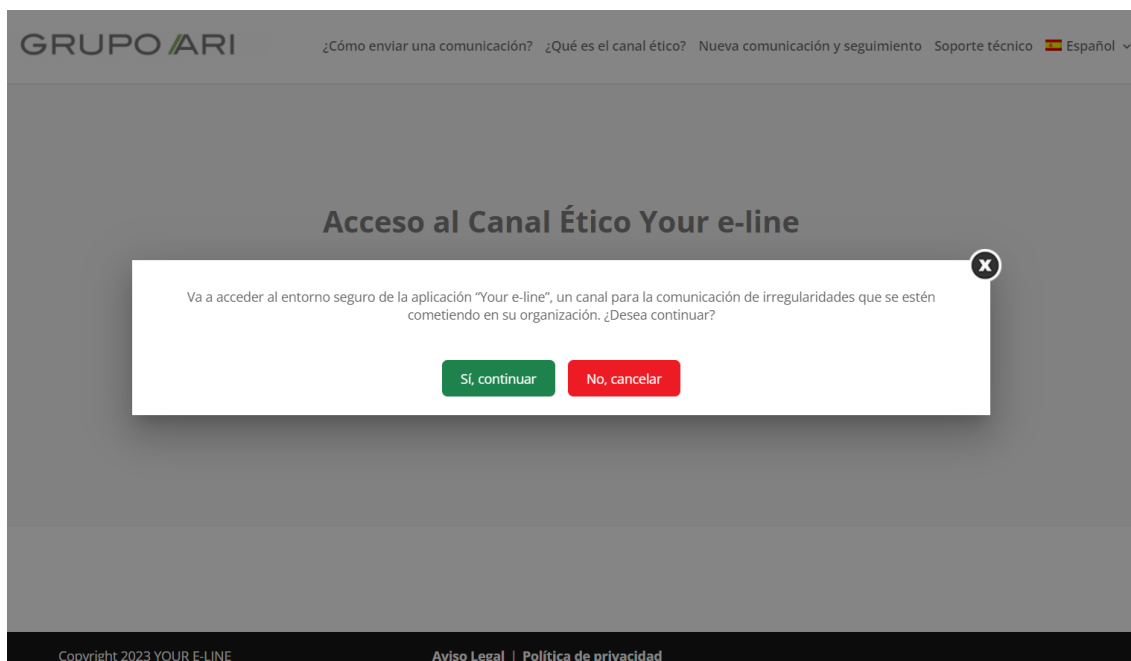 GRUPO ARI
¿Cómo enviar una comunicación? ¿Qué es el canal ético? Nueva comunicación y seguimiento Soporte técnico Español
Acceso al Canal Ético Your e-line
X
Va a acceder al entorno seguro de la aplicación “Your e-line”, un canal para la comunicación de irregularidades que se estén
cometiendo en su organización. ¿Desea continuar?
Sí, continuar No, cancelar
Copyright 2023 YOUR E-LINE Aviso Legal | Política de privacidad